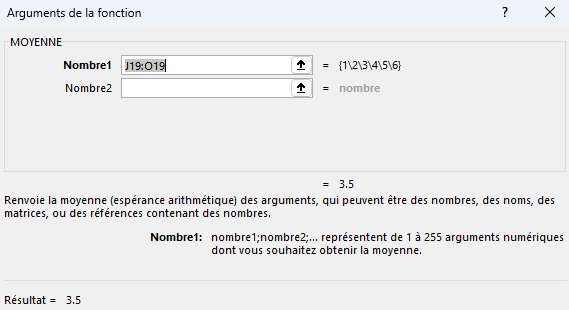 Arguments de la fonction ? ×
MOYENNE
Nombre1 J19:O19 = {1\2\3\4\5\6}
Nombre2 = nombre
= 3.5
Renvoie la moyenne (espérance arithmétique) des arguments, qui peuvent être des nombres, des noms, des
matrices, ou des références contenant des nombres.
Nombre1: nombre1;nombre2;... représentent de 1 à 255 arguments numériques
dont vous souhaitez obtenir la moyenne.
Résultat = 3.5